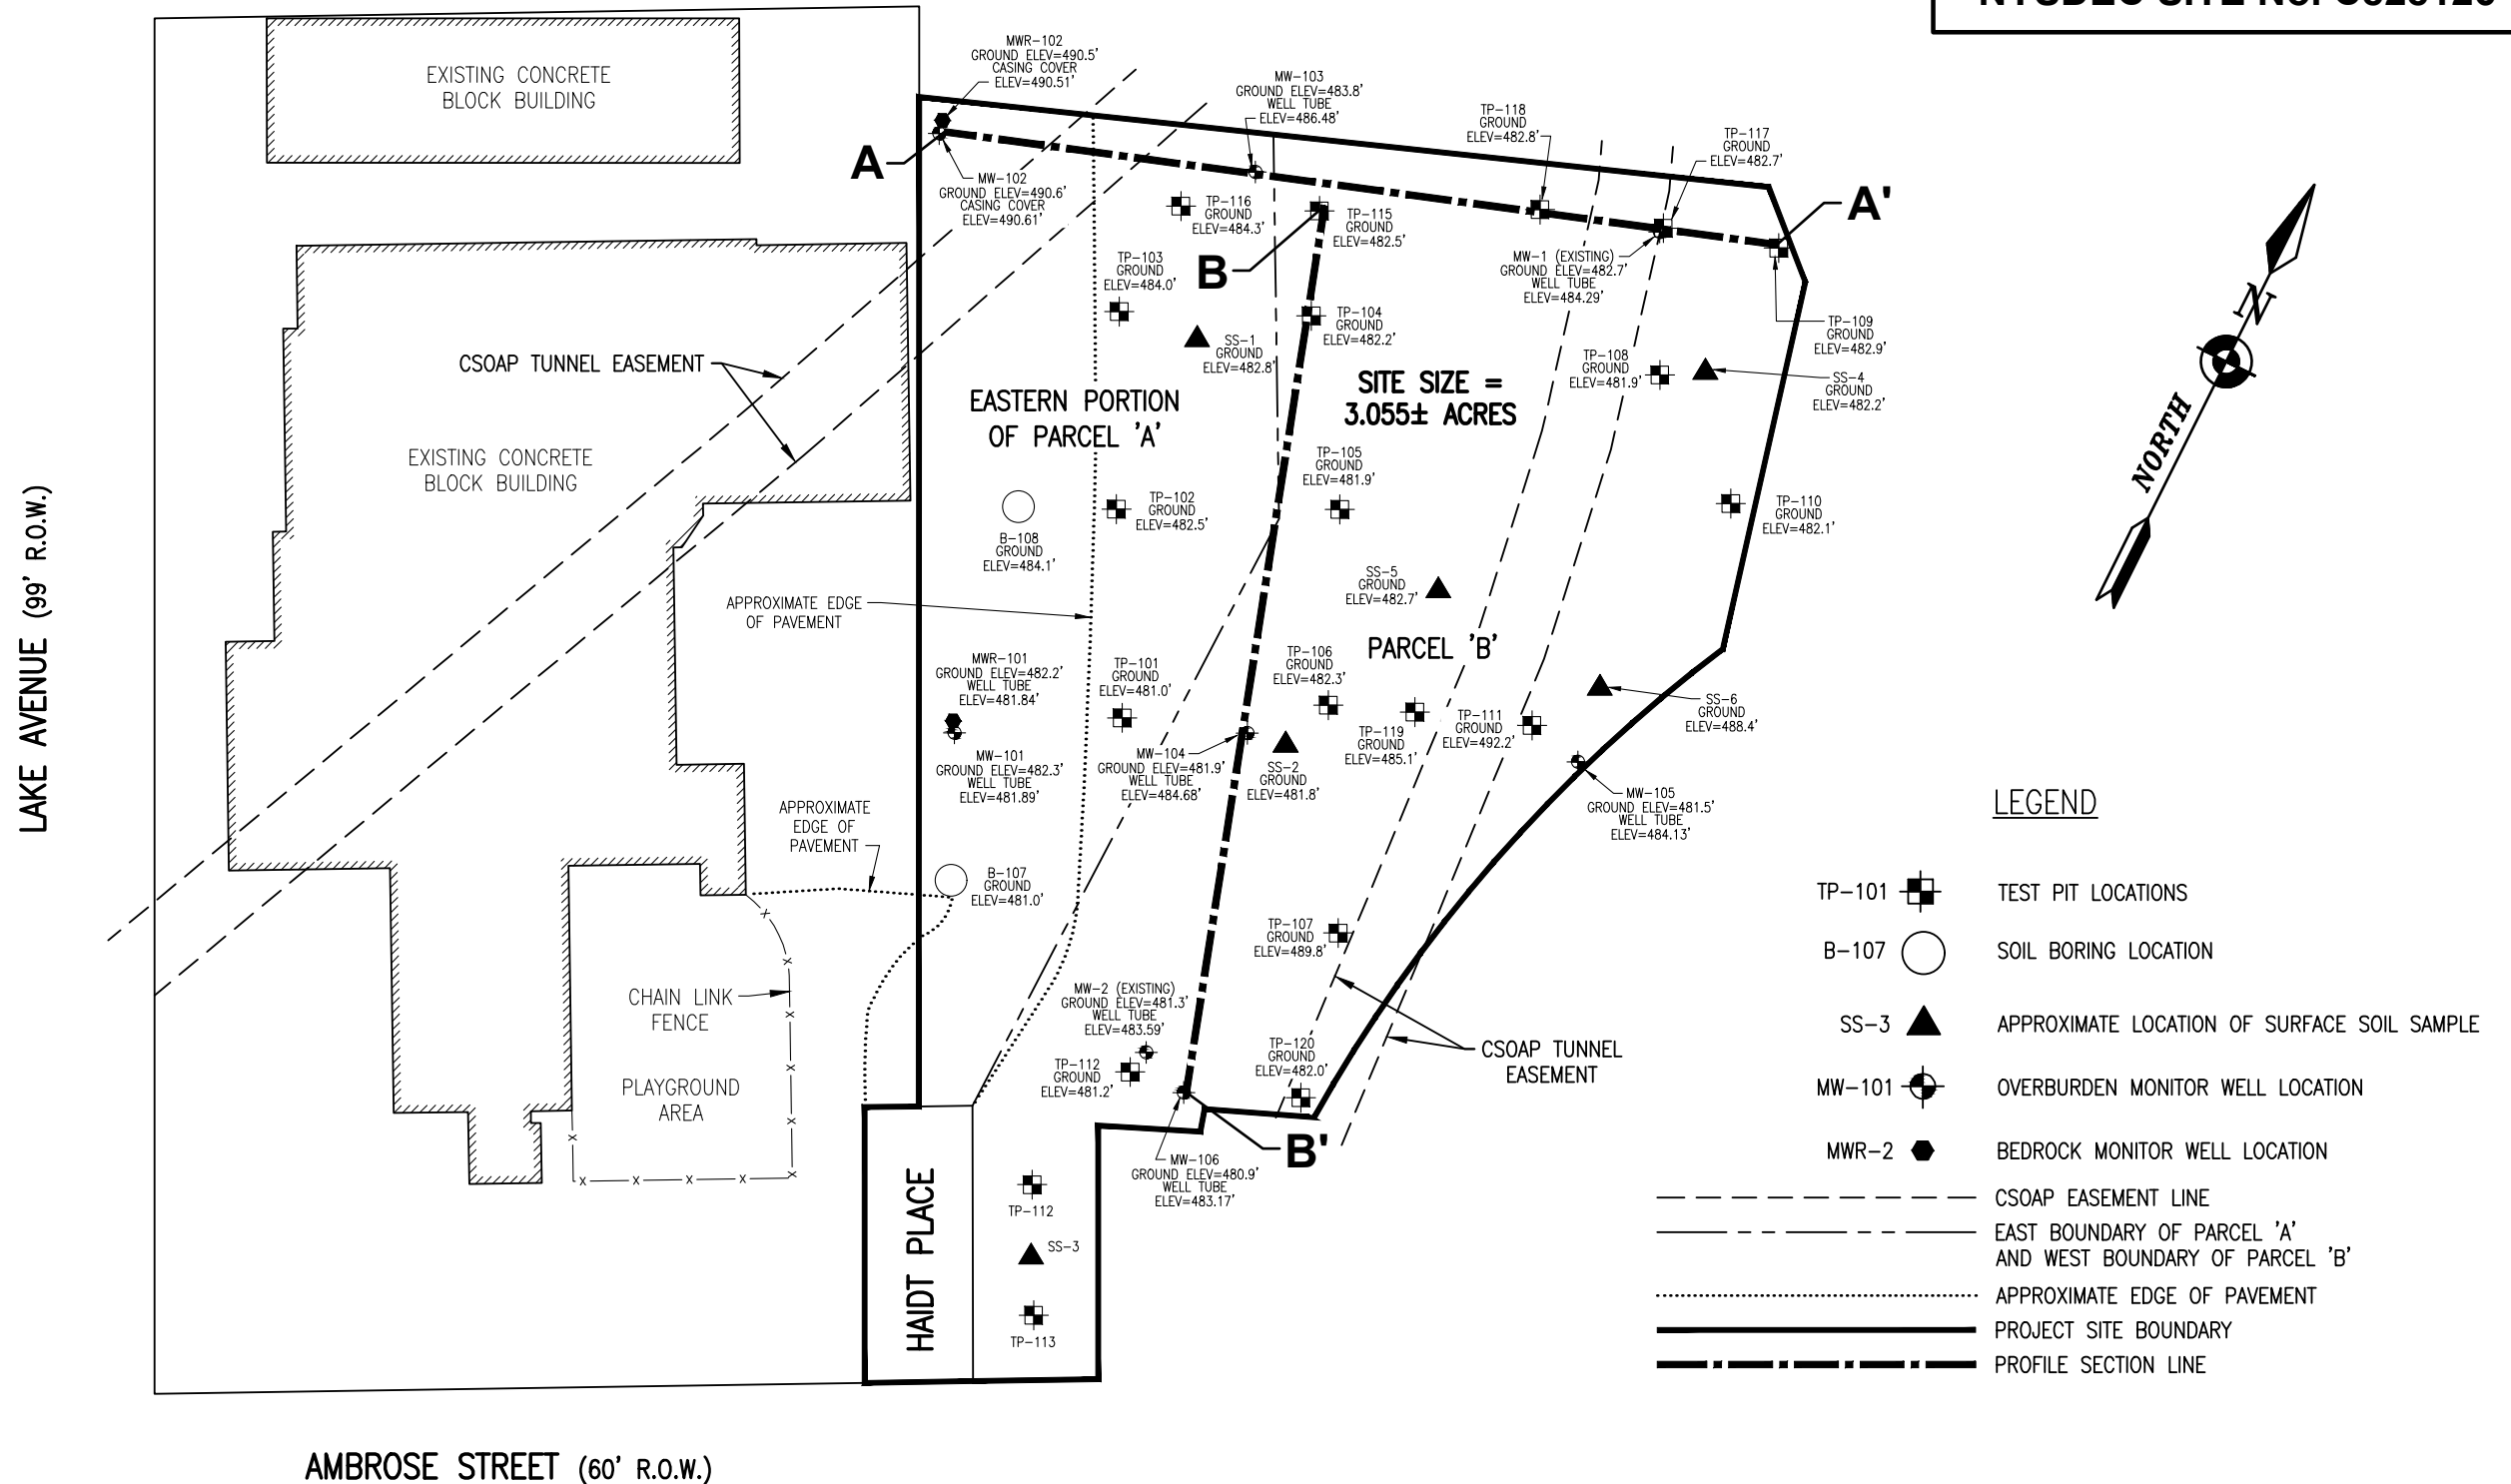 EXISTING CONCRETE
BLOCK BUILDING
MWR-102
GROUND ELEV=490.5'
CASING COVER
ELEV=490.51'
MW-103
GROUND ELEV=483.8'
WELL TUBE
ELEV=486.48'
TP-118
GROUND
ELEV=482.8'
TP-117
GROUND
ELEV=482.7'
A
MW-102
GROUND ELEV=490.6'
CASING COVER
ELEV=490.61'
TP-116
GROUND
ELEV=484.3'
TP-115
GROUND
ELEV=482.5'
A'
B
TP-103
GROUND
ELEV=484.0'
MW-1 (EXISTING)
GROUND ELEV=482.7'
WELL TUBE
ELEV=484.29'
N
NORTH
TP-104
GROUND
ELEV=482.2'
TP-109
GROUND
ELEV=482.9'
SS-1
GROUND
ELEV=482.8'
TP-108
GROUND
ELEV=481.9'
SS-4
GROUND
ELEV=482.2'
CSOAP TUNNEL EASEMENT
SITE SIZE =
3.055± ACRES
EASTERN PORTION
OF PARCEL 'A'
EXISTING CONCRETE
BLOCK BUILDING
TP-105
GROUND
ELEV=481.9'
TP-102
GROUND
ELEV=482.5'
TP-110
GROUND
ELEV=482.1'
B-108
GROUND
ELEV=484.1'
LAKE AVENUE (99' R.O.W.)
SS-5
GROUND
ELEV=482.7'
APPROXIMATE EDGE
OF PAVEMENT
PARCEL 'B'
MWR-101
GROUND ELEV=482.2'
WELL TUBE
ELEV=481.84'
TP-101
GROUND
ELEV=481.0'
TP-106
GROUND
ELEV=482.3'
SS-6
GROUND
ELEV=488.4'
TP-119
GROUND
ELEV=485.1'
TP-111
GROUND
ELEV=492.2'
MW-101
GROUND ELEV=482.3'
WELL TUBE
ELEV=481.89'
MW-104
GROUND ELEV=481.9'
WELL TUBE
ELEV=484.68'
SS-2
GROUND
ELEV=481.8'
MW-105
GROUND ELEV=481.5'
WELL TUBE
ELEV=484.13'
APPROXIMATE
EDGE OF
PAVEMENT
B-107
GROUND
ELEV=481.0'
TP-107
GROUND
ELEV=489.8'
CHAIN LINK
FENCE
MW-2 (EXISTING)
GROUND ELEV=481.3'
WELL TUBE
ELEV=483.59'
TP-112
GROUND
ELEV=481.2'
TP-120
GROUND
ELEV=482.0'
CSOAP TUNNEL
EASEMENT
PLAYGROUND
AREA
B'
MW-106
GROUND ELEV=480.9'
WELL TUBE
ELEV=483.17'
HAIDT PLACE
TP-112
SS-3
TP-113
AMBROSE STREET (60' R.O.W.)
LEGEND
TP-101 TEST PIT LOCATIONS
B-107 SOIL BORING LOCATION
SS-3 APPROXIMATE LOCATION OF SURFACE SOIL SAMPLE
MW-101 OVERBURDEN MONITOR WELL LOCATION
MWR-2 BEDROCK MONITOR WELL LOCATION
CSOAP EASEMENT LINE
EAST BOUNDARY OF PARCEL 'A'
AND WEST BOUNDARY OF PARCEL 'B'
APPROXIMATE EDGE OF PAVEMENT
PROJECT SITE BOUNDARY
PROFILE SECTION LINE